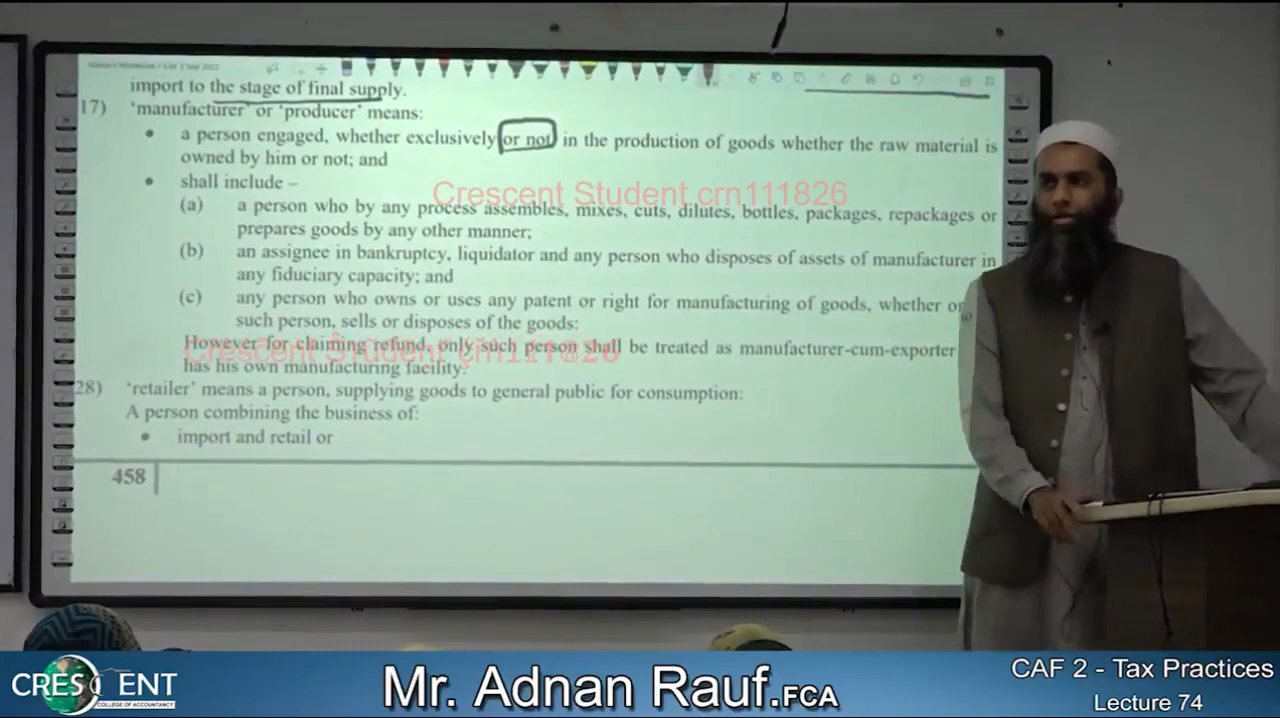 import to the stage of final supply.
17) 'manufacturer' or 'producer' means:
• a person engaged, whether exclusively or not in the production of goods whether the raw material is
owned by him or not; and
• shall include –
Crescent Student crn111826
(a) a person who by any process assembles, mixes, cuts, dilutes, bottles, packages, repackages or
prepares goods by any other manner;
(b) an assignee in bankruptcy, liquidator and any person who disposes of assets of manufacturer in
any fiduciary capacity; and
(c) any person who owns or uses any patent or right for manufacturing of goods, whether or
such person, sells or disposes of the goods:
However for claiming refund, only such person shall be treated as manufacturer-cum-exporter
Crescent Student crn111826
has his own manufacturing facility.
28) 'retailer' means a person, supplying goods to general public for consumption:
A person combining the business of:
• import and retail or
458
CRESCENT
COLLEGE OF ACCOUNTANCY
Mr. Adnan Rauf.FCA
CAF 2 - Tax Practices
Lecture 74